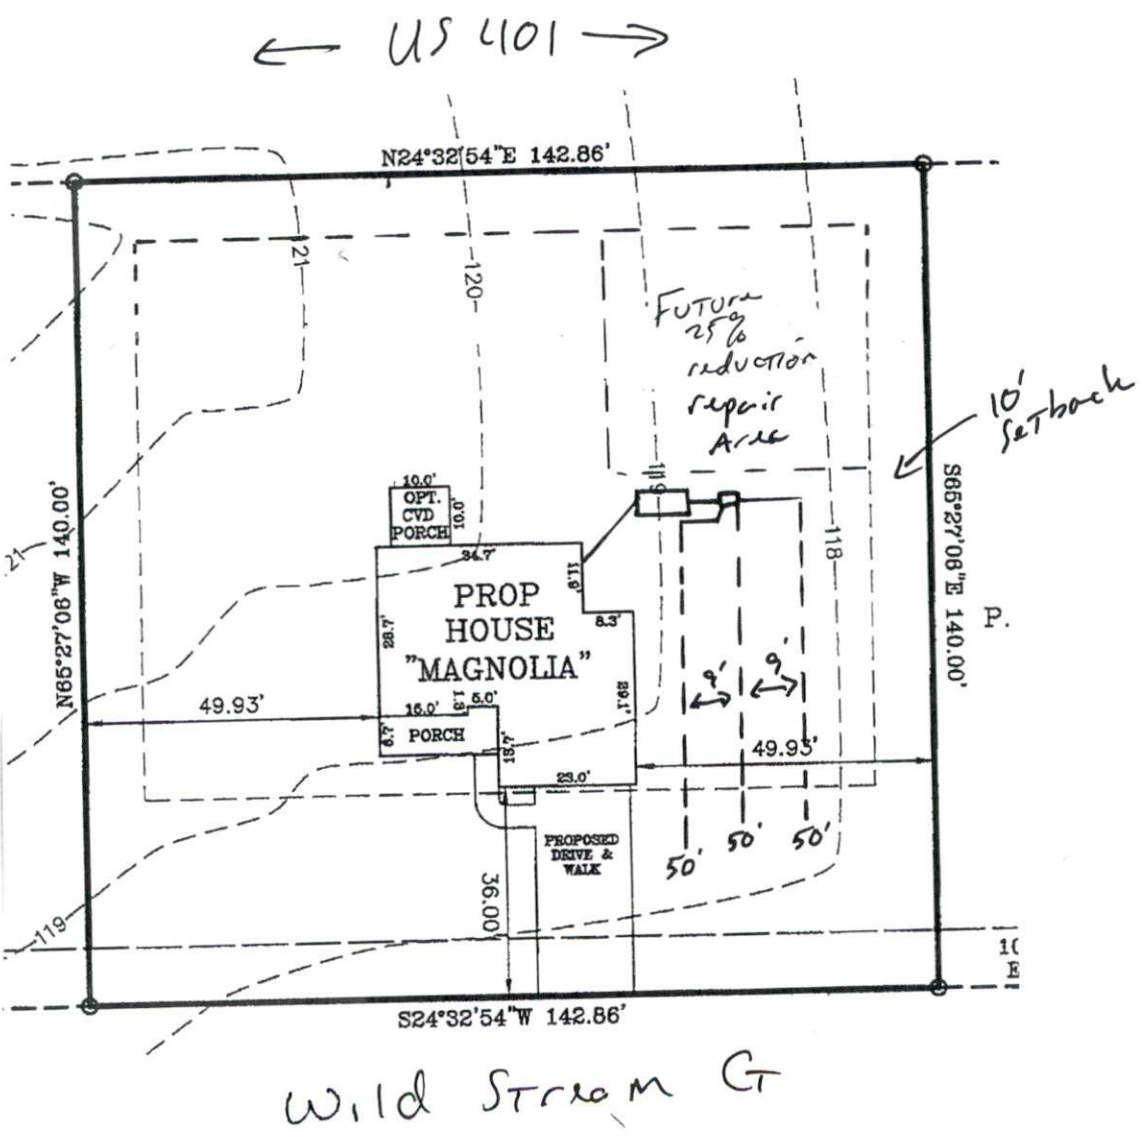 ← US 401 →
N24°32'54"E 142.86'
121
120
Future
25%
reduction
repair
Area
10'
Setback
119
118
N65°27'06"W 140.00'
S65°27'06"E 140.00'
P.
10.0'
OPT.
CVD
PORCH
10.0'
34.7'
11.9'
8.3'
PROP
HOUSE
"MAGNOLIA"
28.7'
29.1'
49.93'
15.0'
5.0'
PORCH
13.7'
23.0'
9'
9'
49.93'
50'
50'
50'
PROPOSED
DRIVE &
WALK
36.00'
21
119
10
E
S24°32'54"W 142.86'
Wild Stream CT